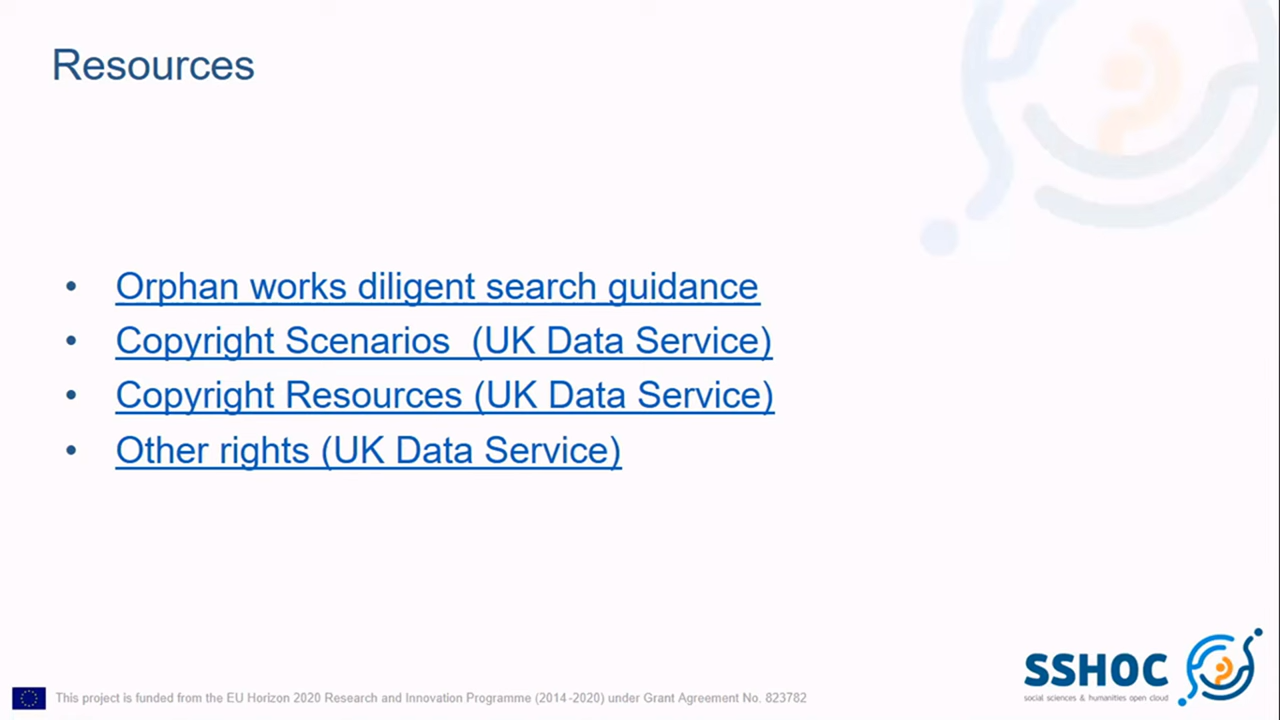 Resources
• Orphan works diligent search guidance
• Copyright Scenarios  (UK Data Service)
• Copyright Resources (UK Data Service)
• Other rights (UK Data Service)
SSHOC
social sciences & humanities open cloud
This project is funded from the EU Horizon 2020 Research and Innovation Programme (2014-2020) under Grant Agreement No. 823782